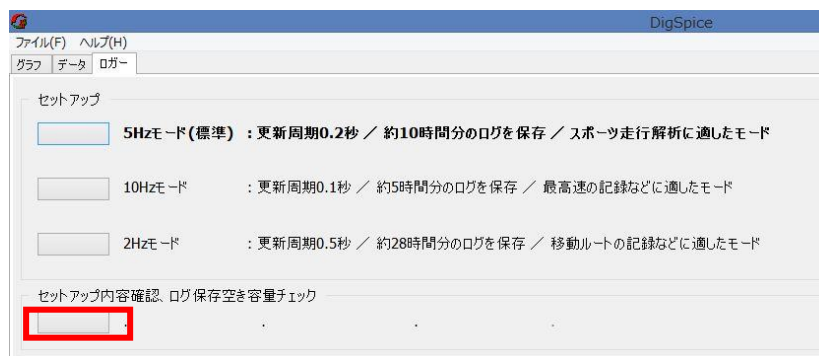 DigSpice
ファイル(F) ヘルプ(H)
グラフ データ ロガー
セットアップ
5Hzモード(標準) : 更新周期0.2秒 ／ 約10時間分のログを保存 ／ スポーツ走行解析に適したモード
10Hzモード : 更新周期0.1秒 ／ 約5時間分のログを保存 ／ 最高速の記録などに適したモード
2Hzモード : 更新周期0.5秒 ／ 約28時間分のログを保存 ／ 移動ルートの記録などに適したモード
セットアップ内容確認、ログ保存空き容量チェック
. . . .